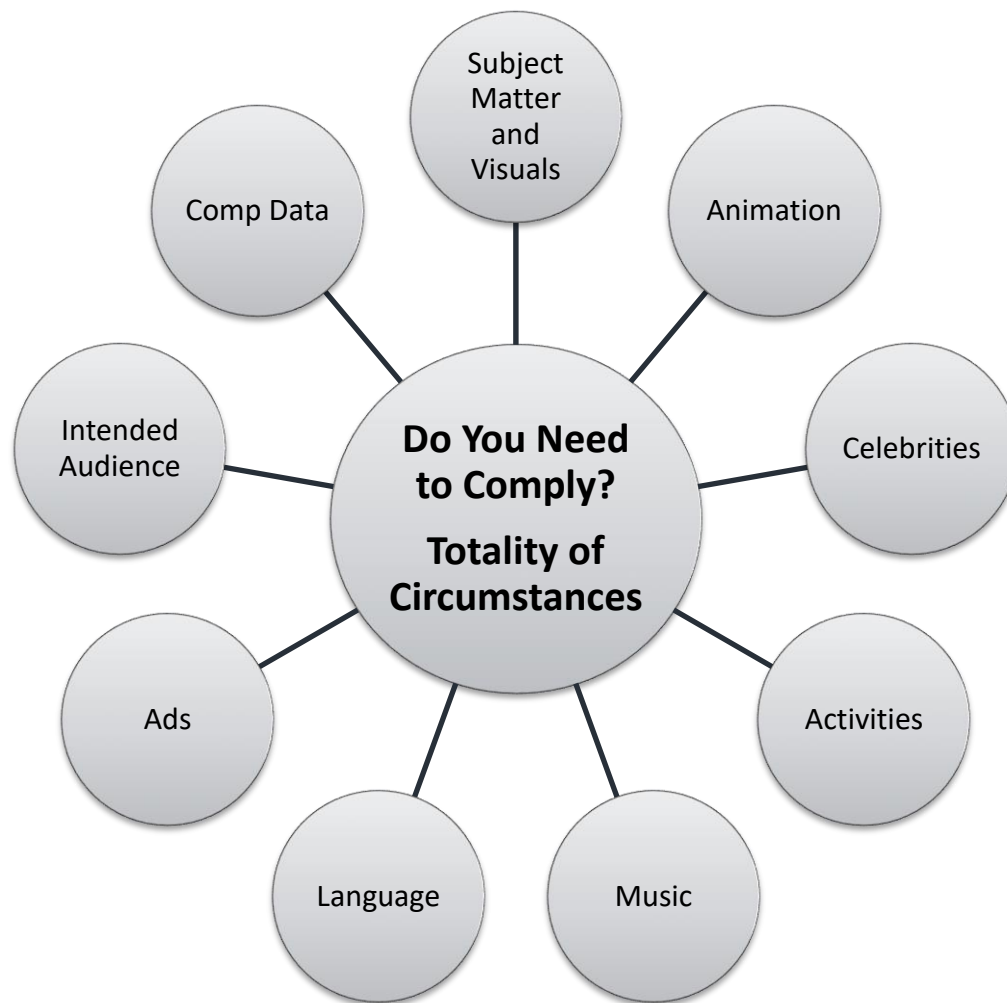 Subject
Matter
and
Visuals
Animation
Celebrities
Activities
Music
Language
Ads
Intended
Audience
Comp Data
Do You Need
to Comply?
Totality of
Circumstances